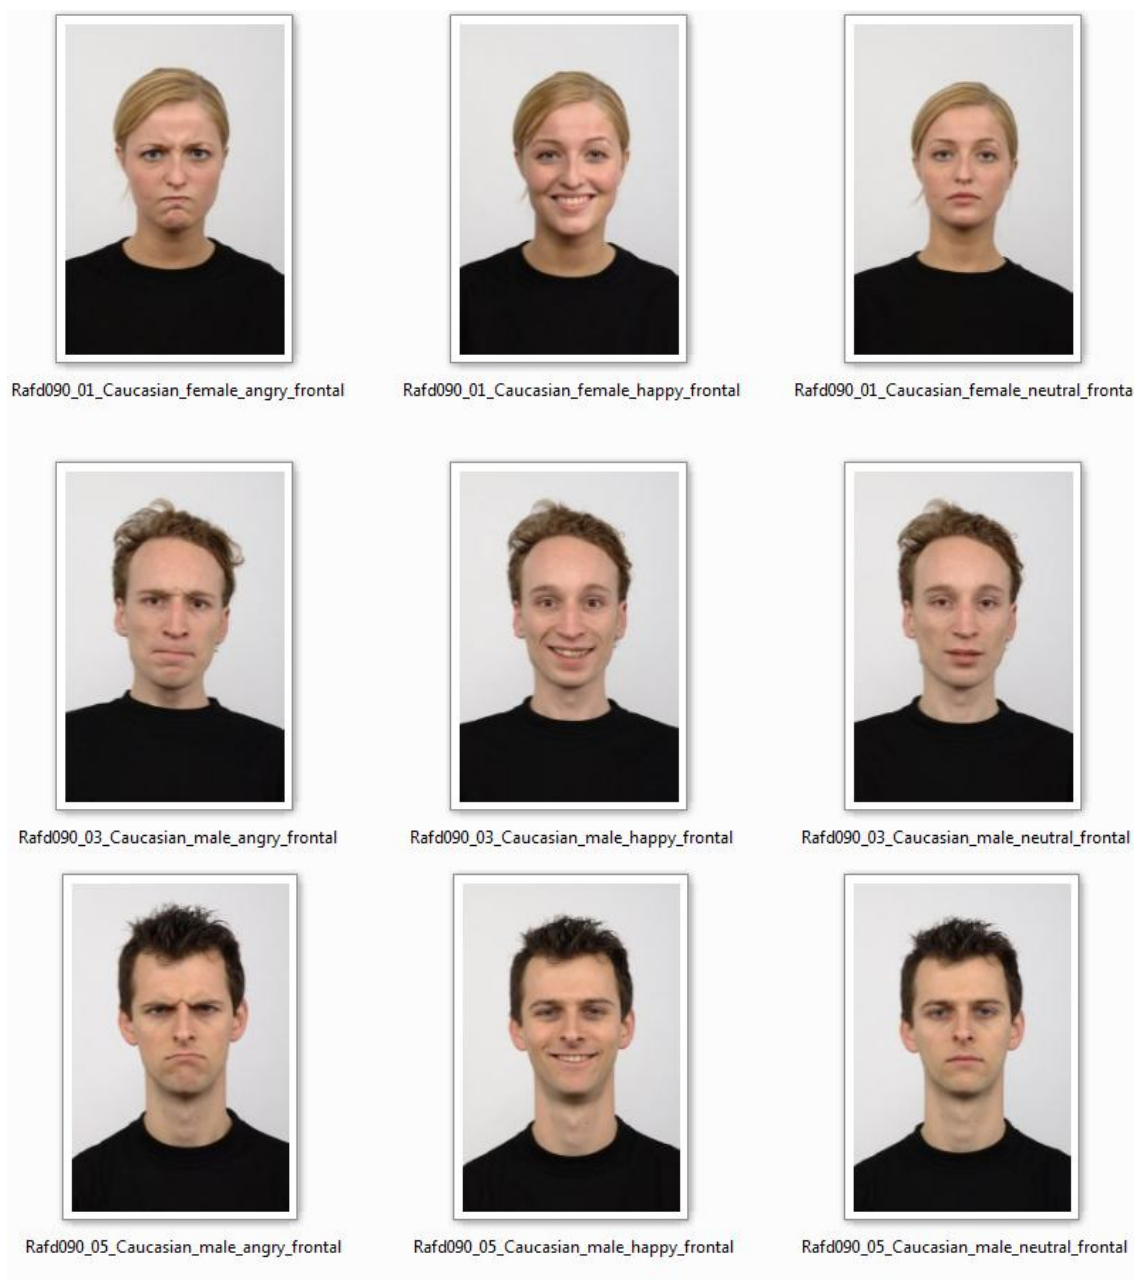 Rafd090_01_Caucasian_female_angry_frontal
Rafd090_01_Caucasian_female_happy_frontal
Rafd090_01_Caucasian_female_neutral_fronta
Rafd090_03_Caucasian_male_angry_frontal
Rafd090_03_Caucasian_male_happy_frontal
Rafd090_03_Caucasian_male_neutral_frontal
Rafd090_05_Caucasian_male_angry_frontal
Rafd090_05_Caucasian_male_happy_frontal
Rafd090_05_Caucasian_male_neutral_frontal